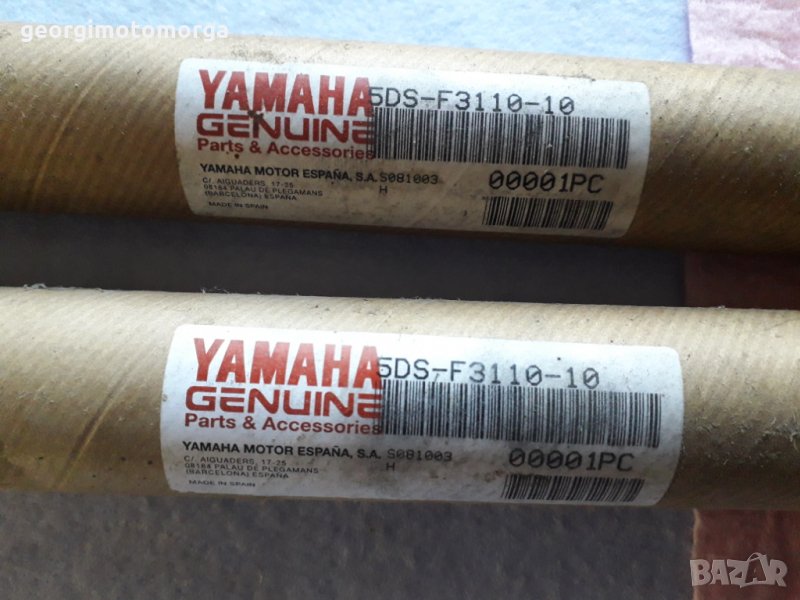 georgimotomorga
YAMAHA 5DS-F3110-10
GENUINE
Parts & Accessories
YAMAHA MOTOR ESPAÑA, S.A. S081003 00001PC
C/. AIGUADERS, 17-25 H
08184 PALAU DE PLEGAMANS
(BARCELONA) ESPAÑA
MADE IN SPAIN
YAMAHA 5DS-F3110-10
GENUINE
Parts & Accessories
YAMAHA MOTOR ESPAÑA, S.A. S081003 00001PC
C/. AIGUADERS, 17-25 H
08184 PALAU DE PLEGAMANS
(BARCELONA) ESPAÑA
MADE IN SPAIN
BAZAR